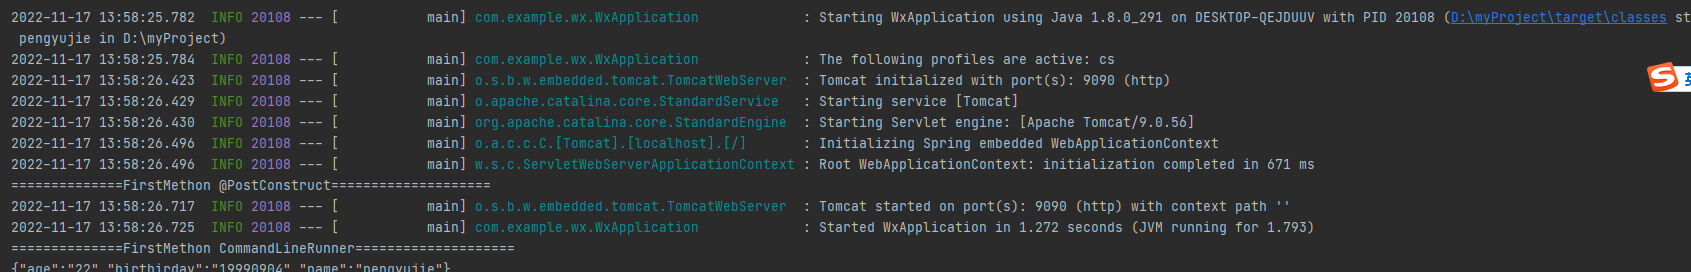 2022-11-17 13:58:25.782  INFO 20108 --- [           main] com.example.wx.WxApplication             : Starting WxApplication using Java 1.8.0_291 on DESKTOP-QEJDUUV with PID 20108 (D:\myProject\target\classes st
pengyujie in D:\myProject)
2022-11-17 13:58:25.784  INFO 20108 --- [           main] com.example.wx.WxApplication             : The following profiles are active: cs
2022-11-17 13:58:26.423  INFO 20108 --- [           main] o.s.b.w.embedded.tomcat.TomcatWebServer  : Tomcat initialized with port(s): 9090 (http)
2022-11-17 13:58:26.429  INFO 20108 --- [           main] o.apache.catalina.core.StandardService   : Starting service [Tomcat]
2022-11-17 13:58:26.430  INFO 20108 --- [           main] org.apache.catalina.core.StandardEngine  : Starting Servlet engine: [Apache Tomcat/9.0.56]
2022-11-17 13:58:26.496  INFO 20108 --- [           main] o.a.c.c.C.[Tomcat].[localhost].[/]       : Initializing Spring embedded WebApplicationContext
2022-11-17 13:58:26.496  INFO 20108 --- [           main] w.s.c.ServletWebServerApplicationContext : Root WebApplicationContext: initialization completed in 671 ms
==============FirstMethon @PostConstruct====================
2022-11-17 13:58:26.717  INFO 20108 --- [           main] o.s.b.w.embedded.tomcat.TomcatWebServer  : Tomcat started on port(s): 9090 (http) with context path ''
2022-11-17 13:58:26.725  INFO 20108 --- [           main] com.example.wx.WxApplication             : Started WxApplication in 1.272 seconds (JVM running for 1.793)
==============FirstMethon CommandLineRunner====================
{"age":"22","birthirday":"19990904","name":"pengyujie"}